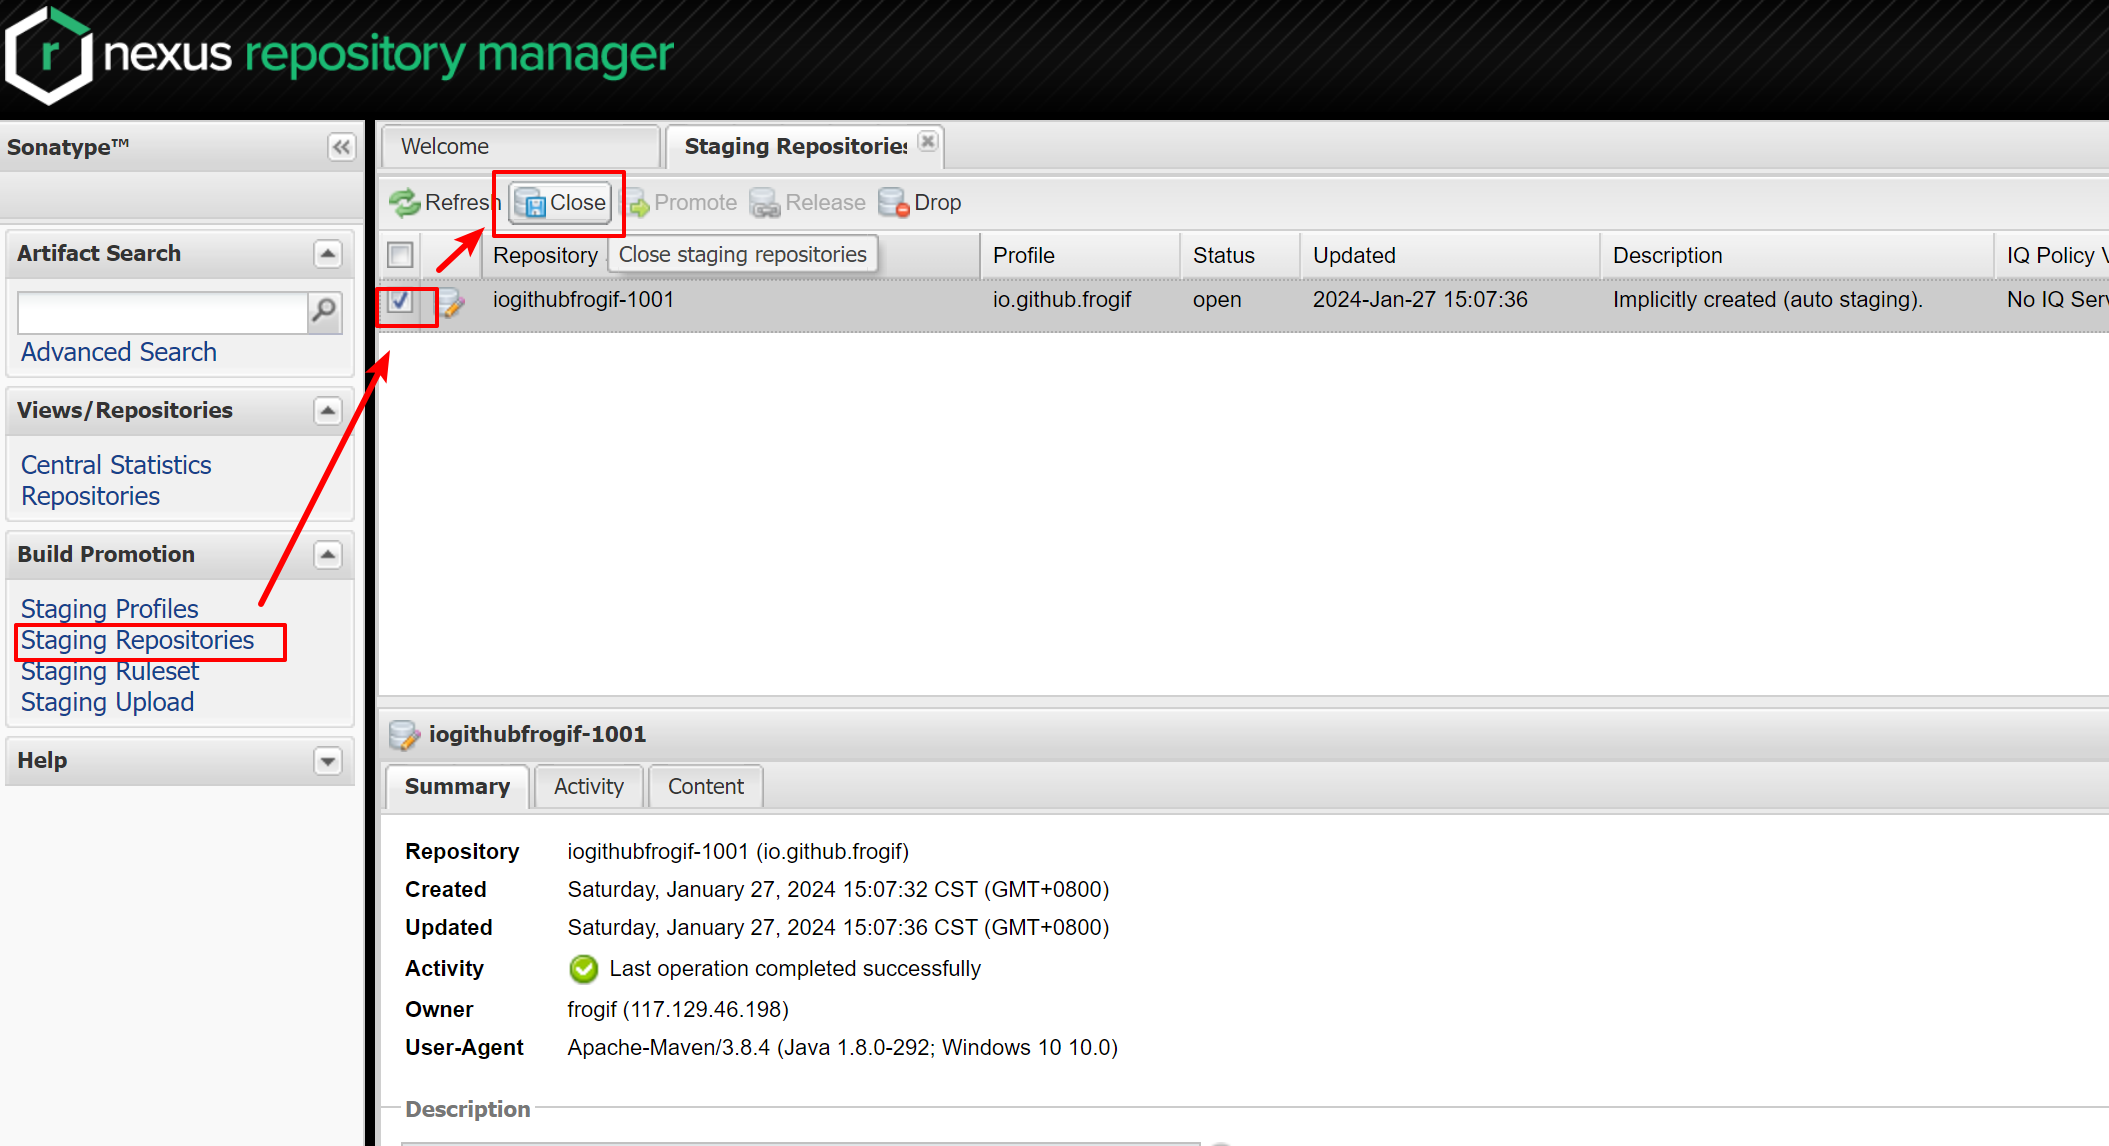 nexus repository manager
Sonatype™
Artifact Search
Advanced Search
Views/Repositories
Central Statistics
Repositories
Build Promotion
Staging Profiles
Staging Repositories
Staging Ruleset
Staging Upload
Help
Welcome
Staging Repositories
Refresh Close Promote Release Drop
Repository Profile Status Updated Description IQ Policy V
Close staging repositories
iogithubfrogif-1001 io.github.frogif open 2024-Jan-27 15:07:36 Implicitly created (auto staging). No IQ Serv
iogithubfrogif-1001
Summary Activity Content
Repository iogithubfrogif-1001 (io.github.frogif)
Created Saturday, January 27, 2024 15:07:32 CST (GMT+0800)
Updated Saturday, January 27, 2024 15:07:36 CST (GMT+0800)
Activity Last operation completed successfully
Owner frogif (117.129.46.198)
User-Agent Apache-Maven/3.8.4 (Java 1.8.0-292; Windows 10 10.0)
Description